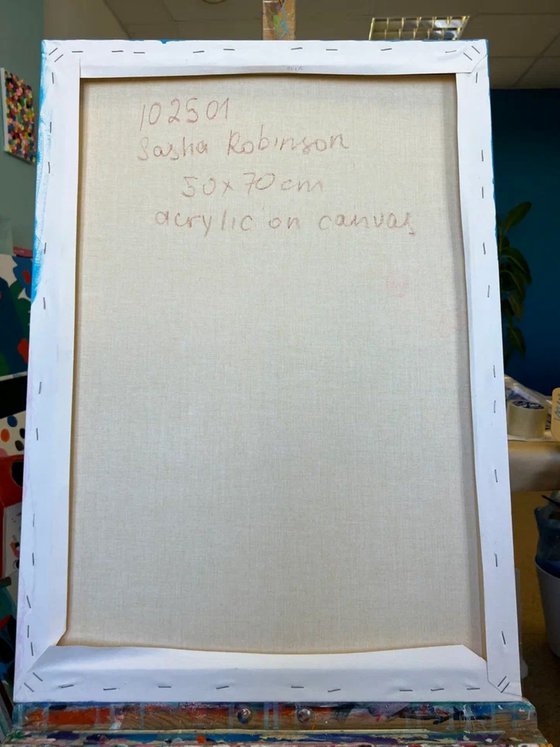 102501
Sasha Robinson
50x70cm
acrylic on canvas